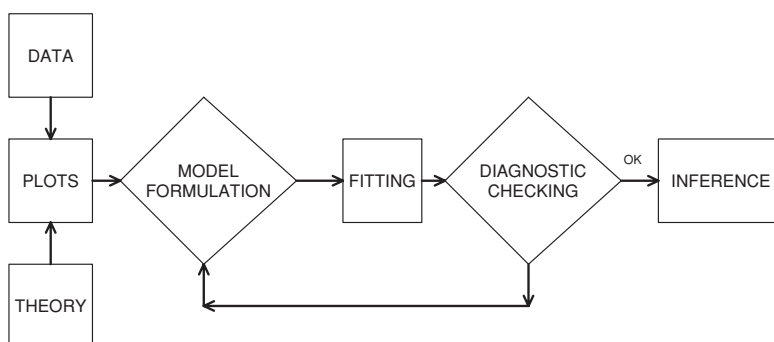 DATA
PLOTS
THEORY
MODEL
FORMULATION
FITTING
DIAGNOSTIC
CHECKING
OK
INFERENCE